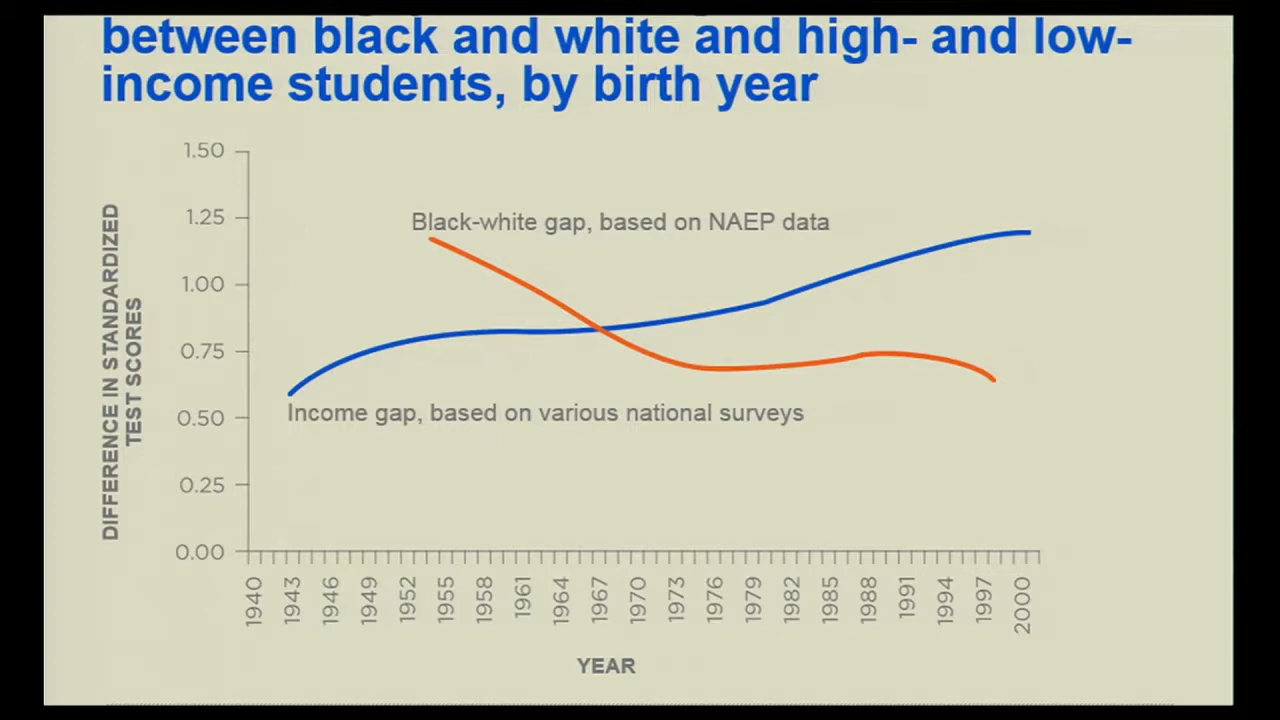 between black and white and high- and low-
income students, by birth year
1.50
1.25
1.00
0.75
0.50
0.25
0.00
DIFFERENCE IN STANDARDIZED
TEST SCORES
Black-white gap, based on NAEP data
Income gap, based on various national surveys
1940 1943 1946 1949 1952 1955 1958 1961 1964 1967 1970 1973 1976 1979 1982 1985 1988 1991 1994 1997 2000
YEAR